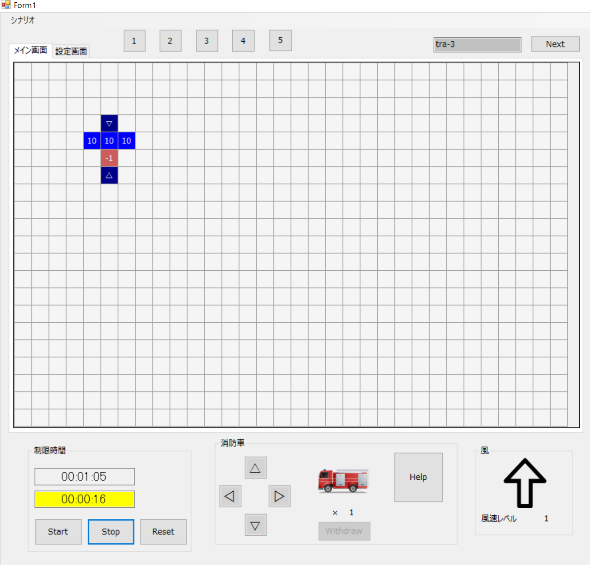 Form1
シナリオ
1 2 3 4 5
tra-3 Next
メイン画面 設定画面
▽
10 10 10
-1
△
制限時間
00:01:05
00:00:16
Start Stop Reset
消防車
△
◁ ▷
▽
× 1
Withdraw
Help
風
風速レベル 1